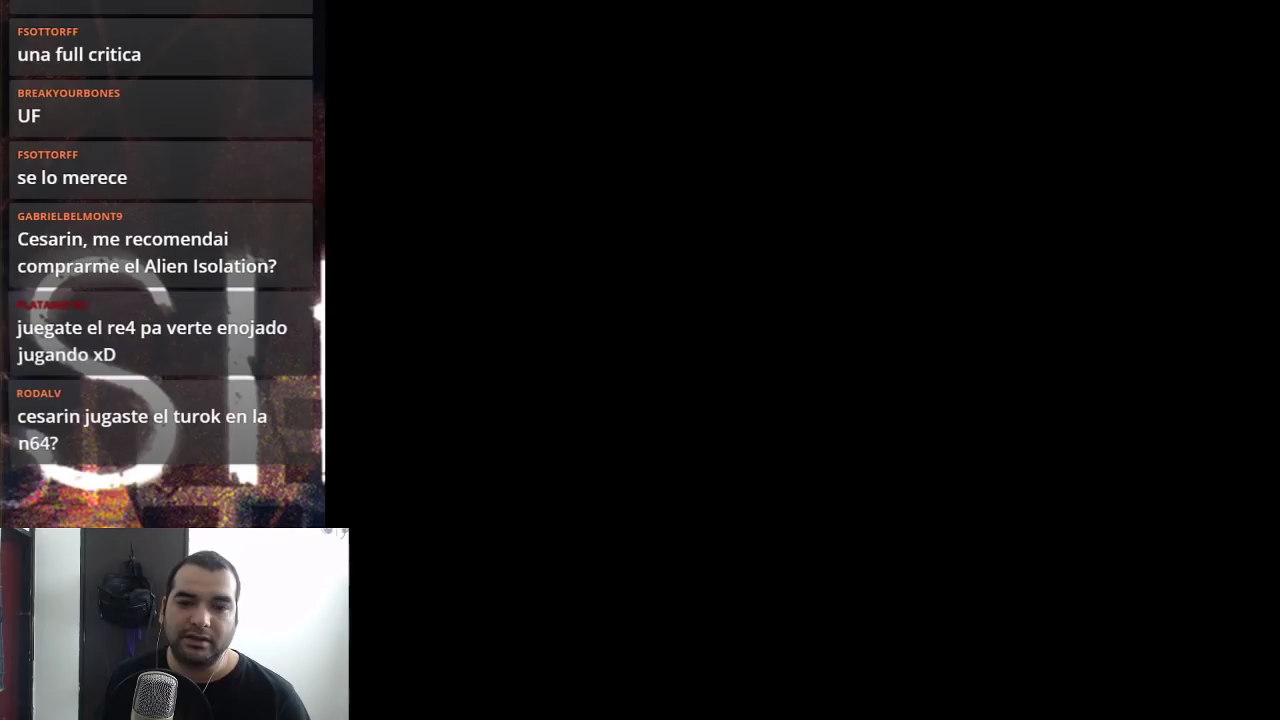 FSOTTORFF
una full critica
BREAKYOURBONES
UF
FSOTTORFF
se lo merece
GABRIELBELMONT9
Cesarin, me recomendai
comprarme el Alien Isolation?
juegate el re4 pa verte enojado
jugando xD
RODALV
cesarin jugaste el turok en la
n64?